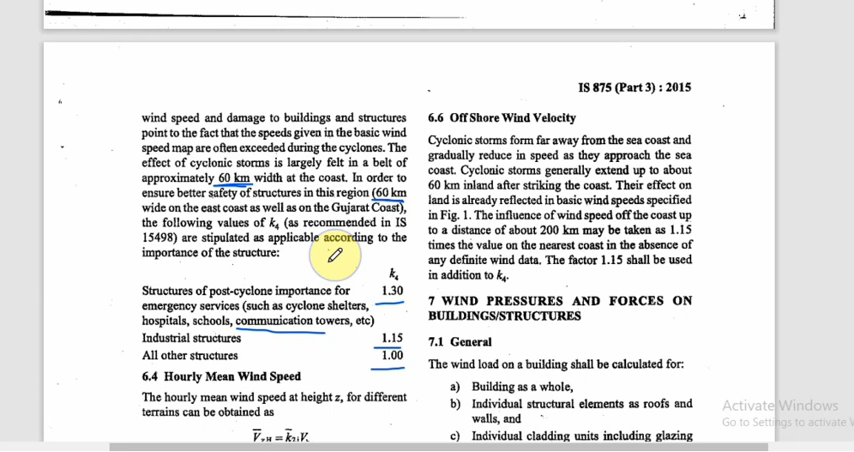 IS 875 (Part 3) : 2015
wind speed and damage to buildings and structures
point to the fact that the speeds given in the basic wind
speed map are often exceeded during the cyclones. The
effect of cyclonic storms is largely felt in a belt of
approximately 60 km width at the coast. In order to
ensure better safety of structures in this region (60 km
wide on the east coast as well as on the Gujarat Coast),
the following values of k₄ (as recommended in IS
15498) are stipulated as applicable according to the
importance of the structure:
k₄
Structures of post-cyclone importance for 1.30
emergency services (such as cyclone shelters,
hospitals, schools, communication towers, etc)
Industrial structures 1.15
All other structures 1.00
6.4 Hourly Mean Wind Speed
The hourly mean wind speed at height z, for different
terrains can be obtained as
6.6 Off Shore Wind Velocity
Cyclonic storms form far away from the sea coast and
gradually reduce in speed as they approach the sea
coast. Cyclonic storms generally extend up to about
60 km inland after striking the coast. Their effect on
land is already reflected in basic wind speeds specified
in Fig. 1. The influence of wind speed off the coast up
to a distance of about 200 km may be taken as 1.15
times the value on the nearest coast in the absence of
any definite wind data. The factor 1.15 shall be used
in addition to k₄.
7 WIND PRESSURES AND FORCES ON
BUILDINGS/STRUCTURES
7.1 General
The wind load on a building shall be calculated for:
a) Building as a whole,
b) Individual structural elements as roofs and
walls, and
c) Individual cladding units including glazing
Activate Windows
Go to Settings to activate